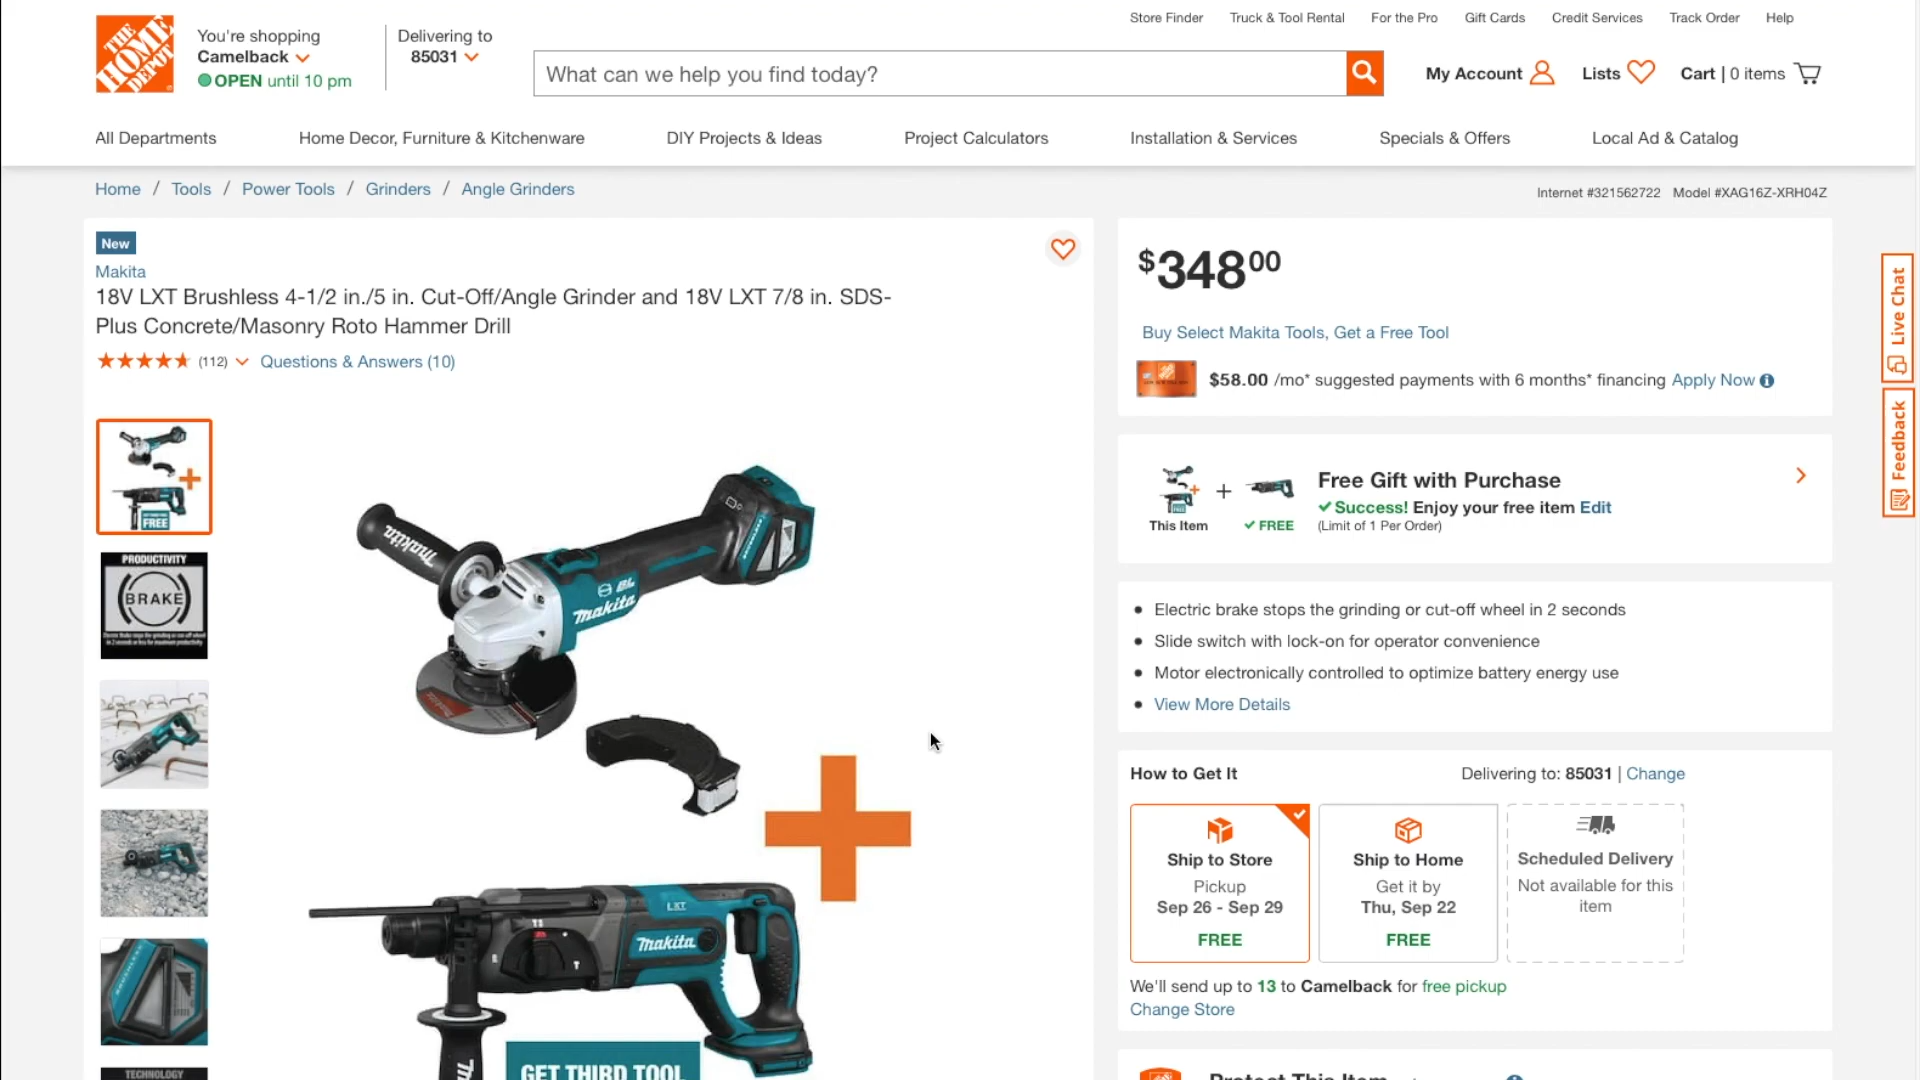 Store Finder
Truck & Tool Rental
For the Pro
Gift Cards
Credit Services
Track Order
Help
THE HOME DEPOT
You're shopping
Camelback
OPEN until 10 pm
Delivering to
85031
What can we help you find today?
My Account
Lists
Cart | 0 items
All Departments
Home Decor, Furniture & Kitchenware
DIY Projects & Ideas
Project Calculators
Installation & Services
Specials & Offers
Local Ad & Catalog
Home / Tools / Power Tools / Grinders / Angle Grinders
Internet #321562722 Model #XAG16Z-XRH04Z
New
Makita
18V LXT Brushless 4-1/2 in./5 in. Cut-Off/Angle Grinder and 18V LXT 7/8 in. SDS-
Plus Concrete/Masonry Roto Hammer Drill
(112)
Questions & Answers (10)
FREE
PRODUCTIVITY
BRAKE
TECHNOLOGY
makita
BL
makita
LXT
makita
GET THIRD TOOL
$348 00
Buy Select Makita Tools, Get a Free Tool
$58.00 /mo* suggested payments with 6 months* financing Apply Now
This Item
FREE
Free Gift with Purchase
Success! Enjoy your free item Edit
(Limit of 1 Per Order)
Electric brake stops the grinding or cut-off wheel in 2 seconds
Slide switch with lock-on for operator convenience
Motor electronically controlled to optimize battery energy use
View More Details
How to Get It
Delivering to: 85031 | Change
Ship to Store
Pickup
Sep 26 - Sep 29
FREE
Ship to Home
Get it by
Thu, Sep 22
FREE
Scheduled Delivery
Not available for this
item
We'll send up to 13 to Camelback for free pickup
Change Store
Protect This Item
Live Chat
Feedback